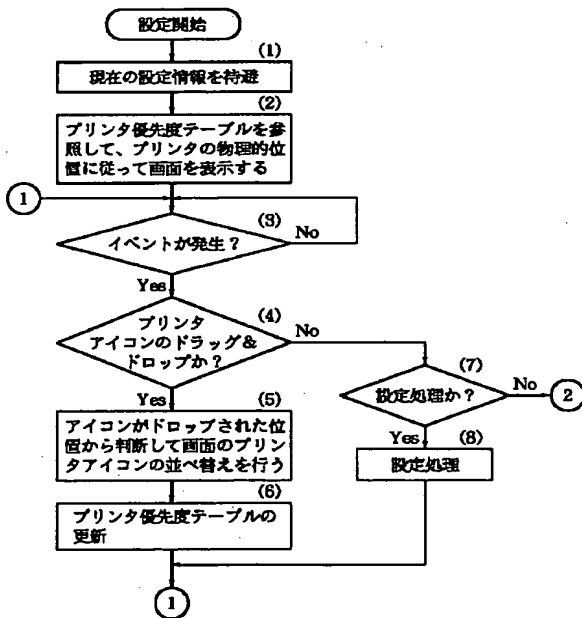 設定開始
(1)
現在の設定情報を待避
(2)
プリンタ優先度テーブルを参
照して、プリンタの物理的位
置に従って画面を表示する
1
(3)
イベントが発生？
No
Yes
(4)
プリンタ
アイコンのドラッグ＆
ドロップか？
No
(7)
設定処理か？
No
2
Yes
(5)
アイコンがドロップされた位
置から判断して画面のプリン
タアイコンの並べ替えを行う
Yes
(8)
設定処理
(6)
プリンタ優先度テーブルの
更新
1